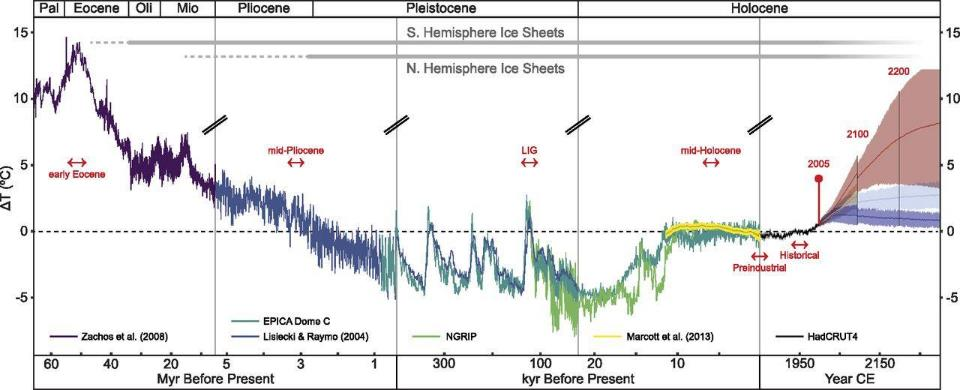 Pal Eocene Oli Mio Pliocene Pleistocene Holocene
15 15
S. Hemisphere Ice Sheets
N. Hemisphere Ice Sheets
10 10
2200
2100
2005
mid-Pliocene LIG mid-Holocene
5 5
early Eocene
ΔT (°C)
0 0
Historical
Preindustrial
-5 -5
EPICA Dome C
Zachos et al. (2008) Lisiecki & Raymo (2004) NGRIP Marcott et al. (2013) HadCRUT4
60 40 20 5 3 1 300 100 20 10 1950 2150
Myr Before Present kyr Before Present Year CE